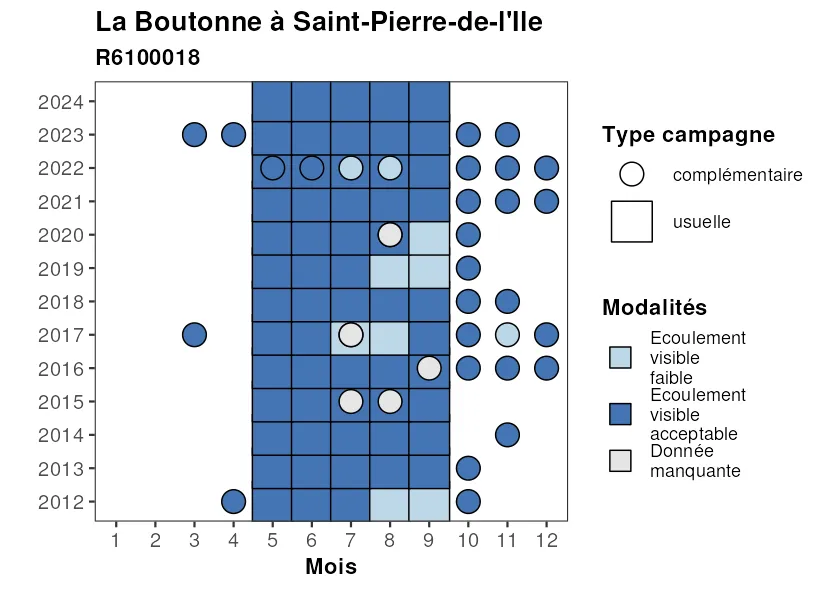 La Boutonne à Saint-Pierre-de-l'Ile
R6100018
2024
2023
2022
2021
2020
2019
2018
2017
2016
2015
2014
2013
2012
1 2 3 4 5 6 7 8 9 10 11 12
Mois
Type campagne
complémentaire
usuelle
Modalités
Ecoulement
visible
faible
Ecoulement
visible
acceptable
Donnée
manquante